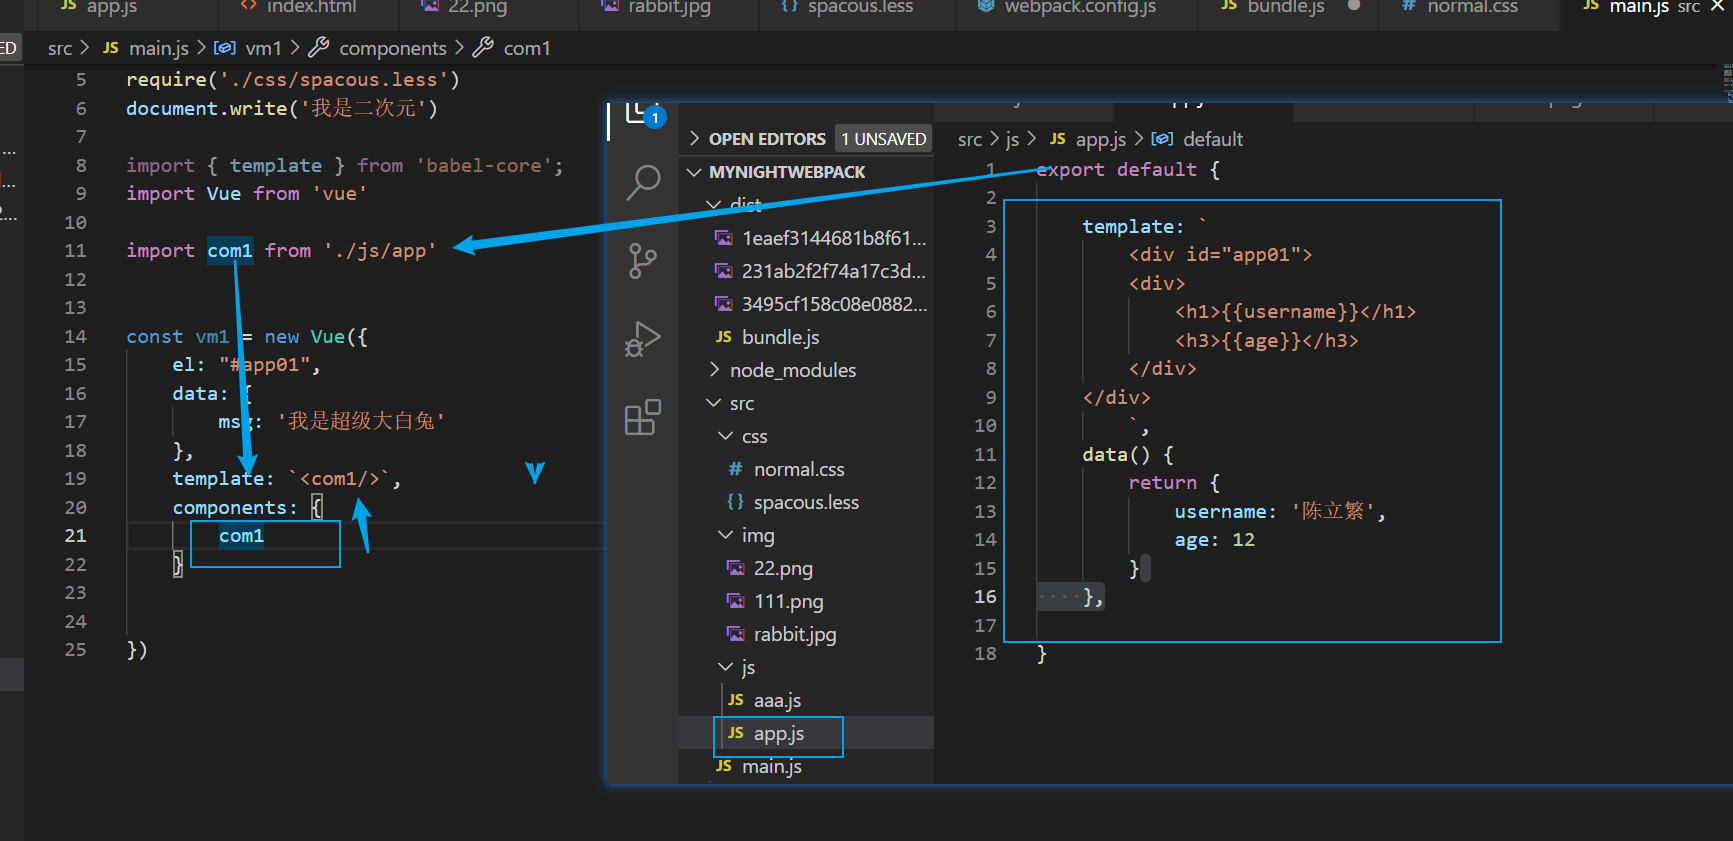 app.js
index.html
22.png
rabbit.jpg
spacous.less
webpack.config.js
bundle.js
normal.css
main.js src
ED
src > JS main.js > vm1 > components > com1
5 require('./css/spacous.less')
6 document.write('我是二次元')
7
8 import { template } from 'babel-core';
9 import Vue from 'vue'
10
11 import com1 from './js/app'
12
13
14 const vm1 = new Vue({
15 el: "#app01",
16 data: {
17 msg: '我是超级大白兔'
18 },
19 template: `<com1/>`,
20 components: {
21 com1
22 }
23
24
25 })
1
OPEN EDITORS 1 UNSAVED
MYNIGHTWEBPACK
dist
1eaef3144681b8f61...
231ab2f2f74a17c3d...
3495cf158c08e0882...
JS bundle.js
node_modules
src
css
# normal.css
{} spacous.less
img
22.png
111.png
rabbit.jpg
js
JS aaa.js
JS app.js
JS main.js
src > js > JS app.js > default
1 export default {
2
3 template: `
4 <div id="app01">
5 <div>
6 <h1>{{username}}</h1>
7 <h3>{{age}}</h3>
8 </div>
9 </div>
10 `,
11 data() {
12 return {
13 username: '陈立繁',
14 age: 12
15 }
16 },
17
18 }